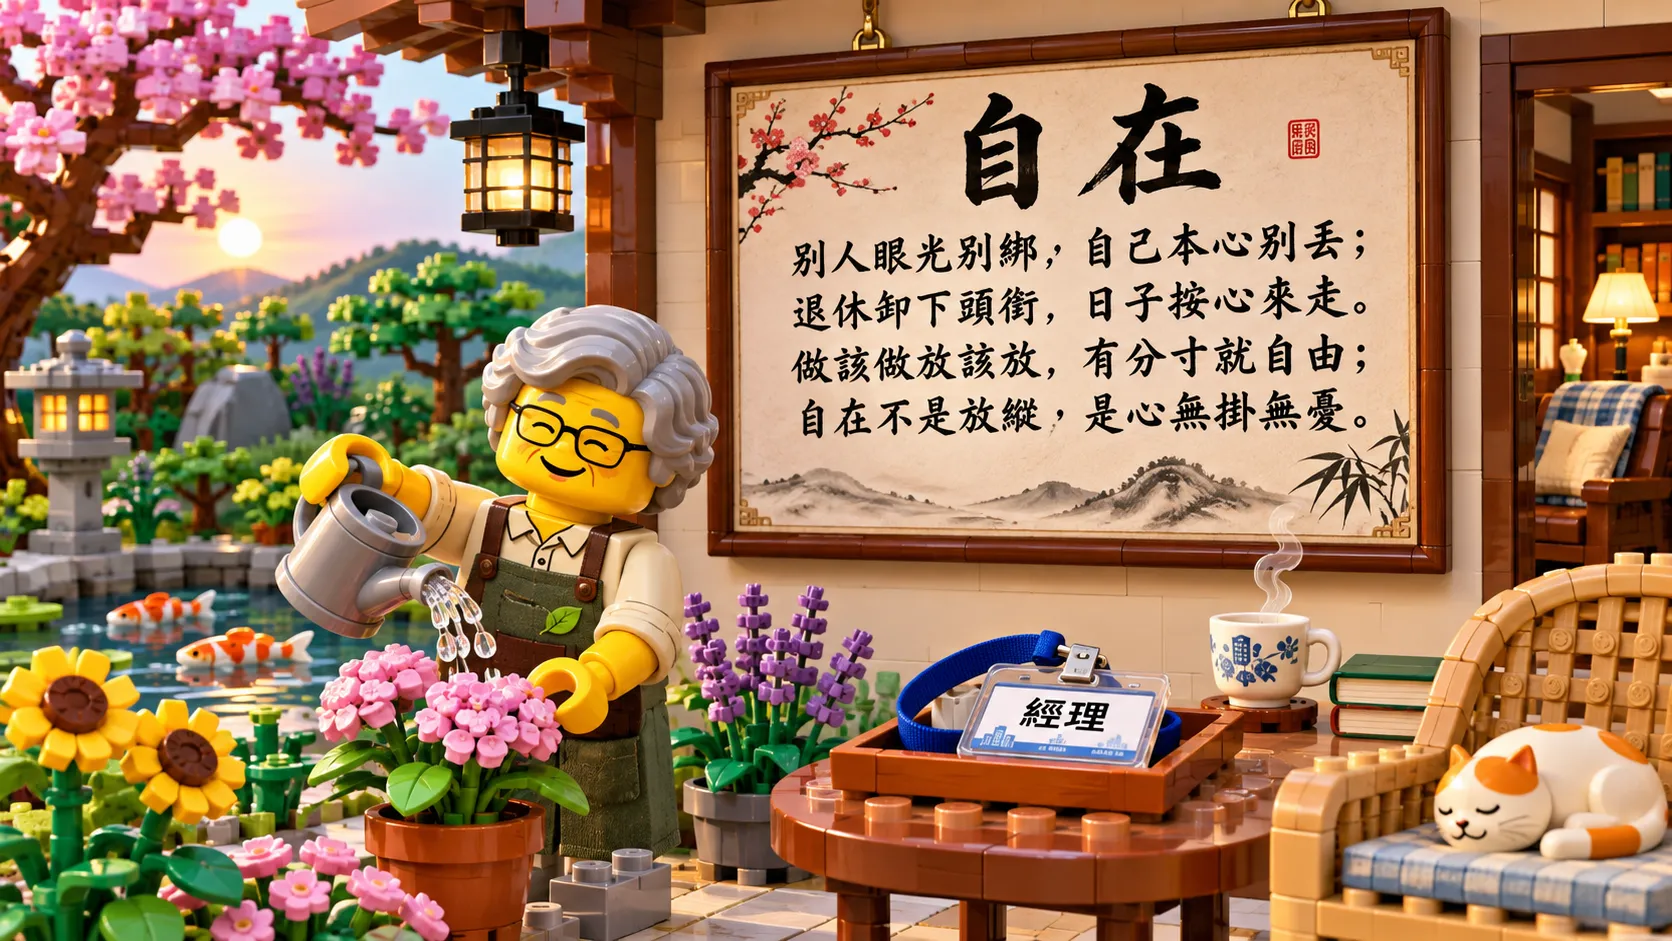 自在
別人眼光別綁，自己本心別丟；
退休卸下頭銜，日子按心來走。
做該做放該放，有分寸就自由；
自在不是放縱，是心無掛無憂。
經理